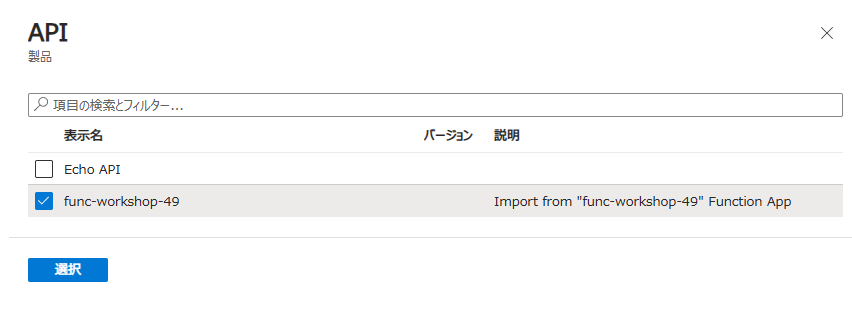 API
製品
項目の検索とフィルター...
表示名 バージョン 説明
Echo API
func-workshop-49 Import from "func-workshop-49" Function App
選択